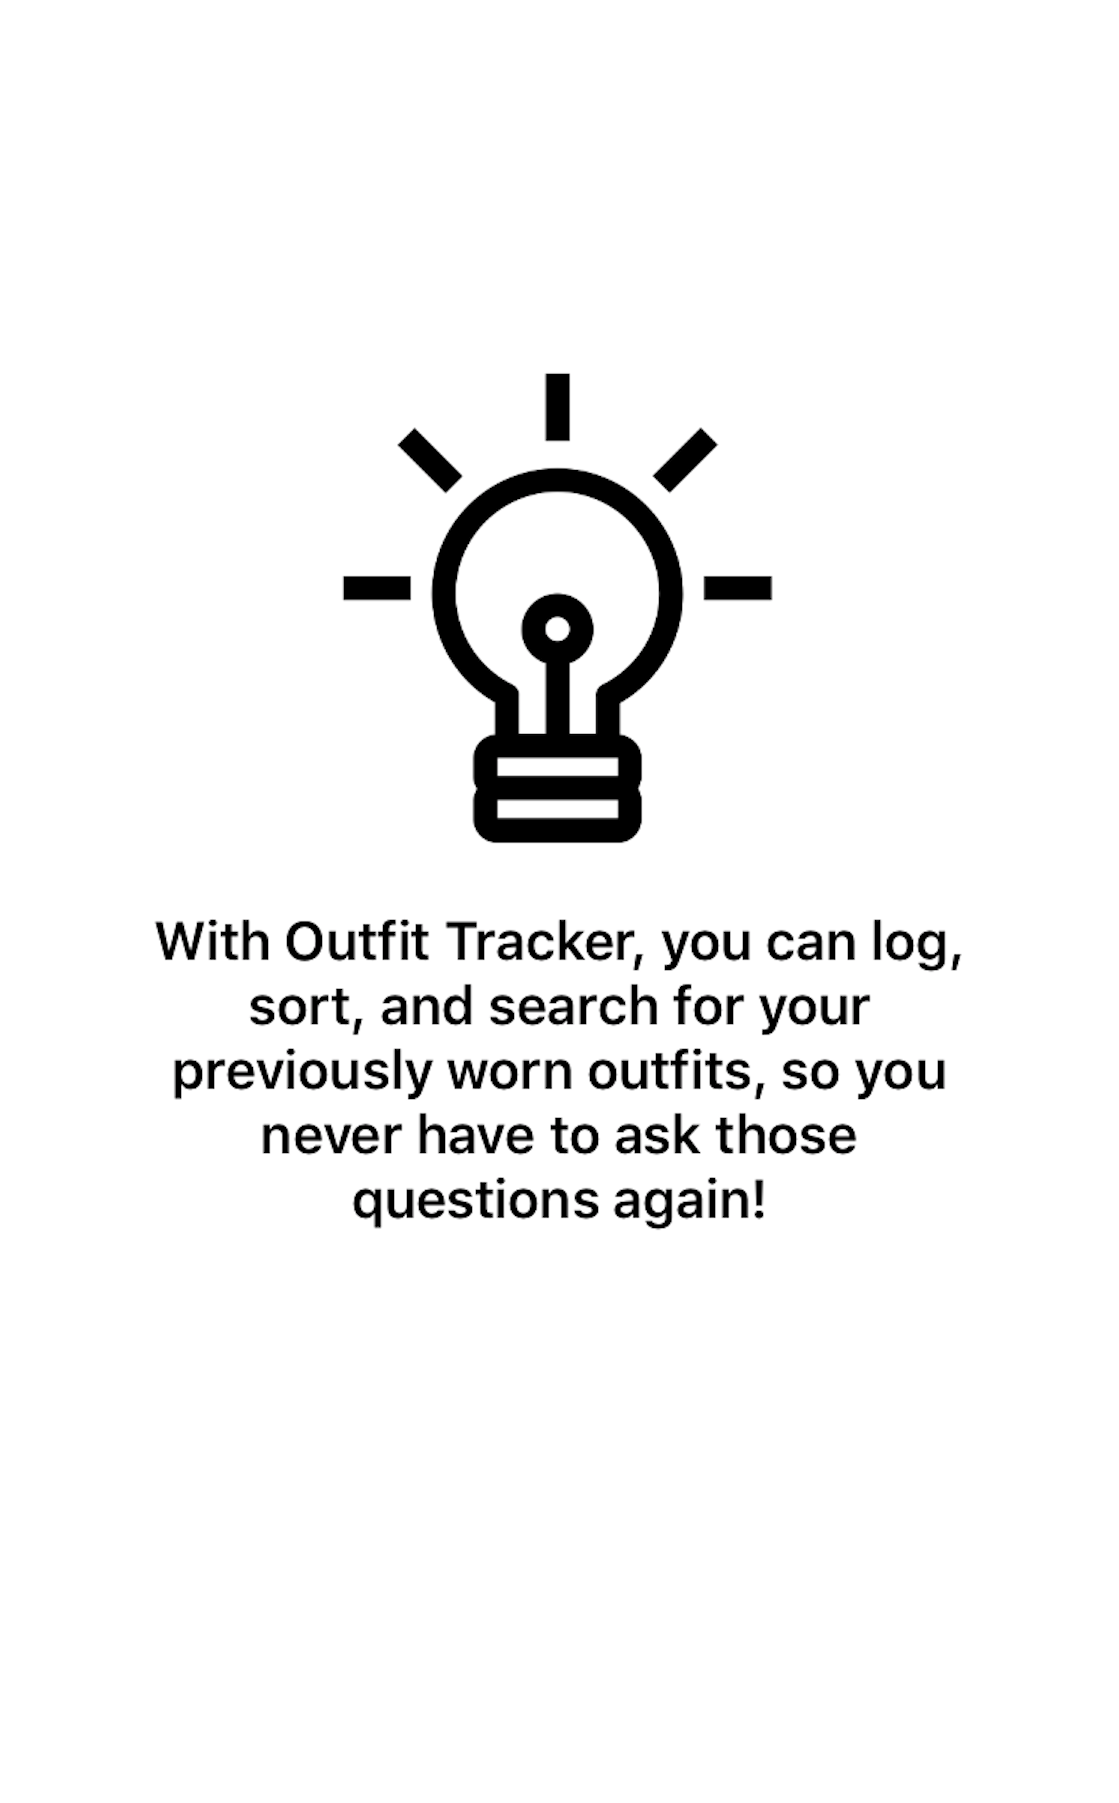 With Outfit Tracker, you can log,
sort, and search for your
previously worn outfits, so you
never have to ask those
questions again!